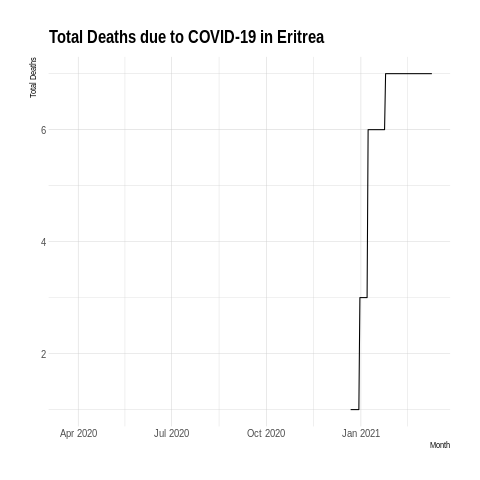 Total Deaths due to COVID-19 in Eritrea
Total Deaths
6
4
2
Apr 2020 Jul 2020 Oct 2020 Jan 2021
Month